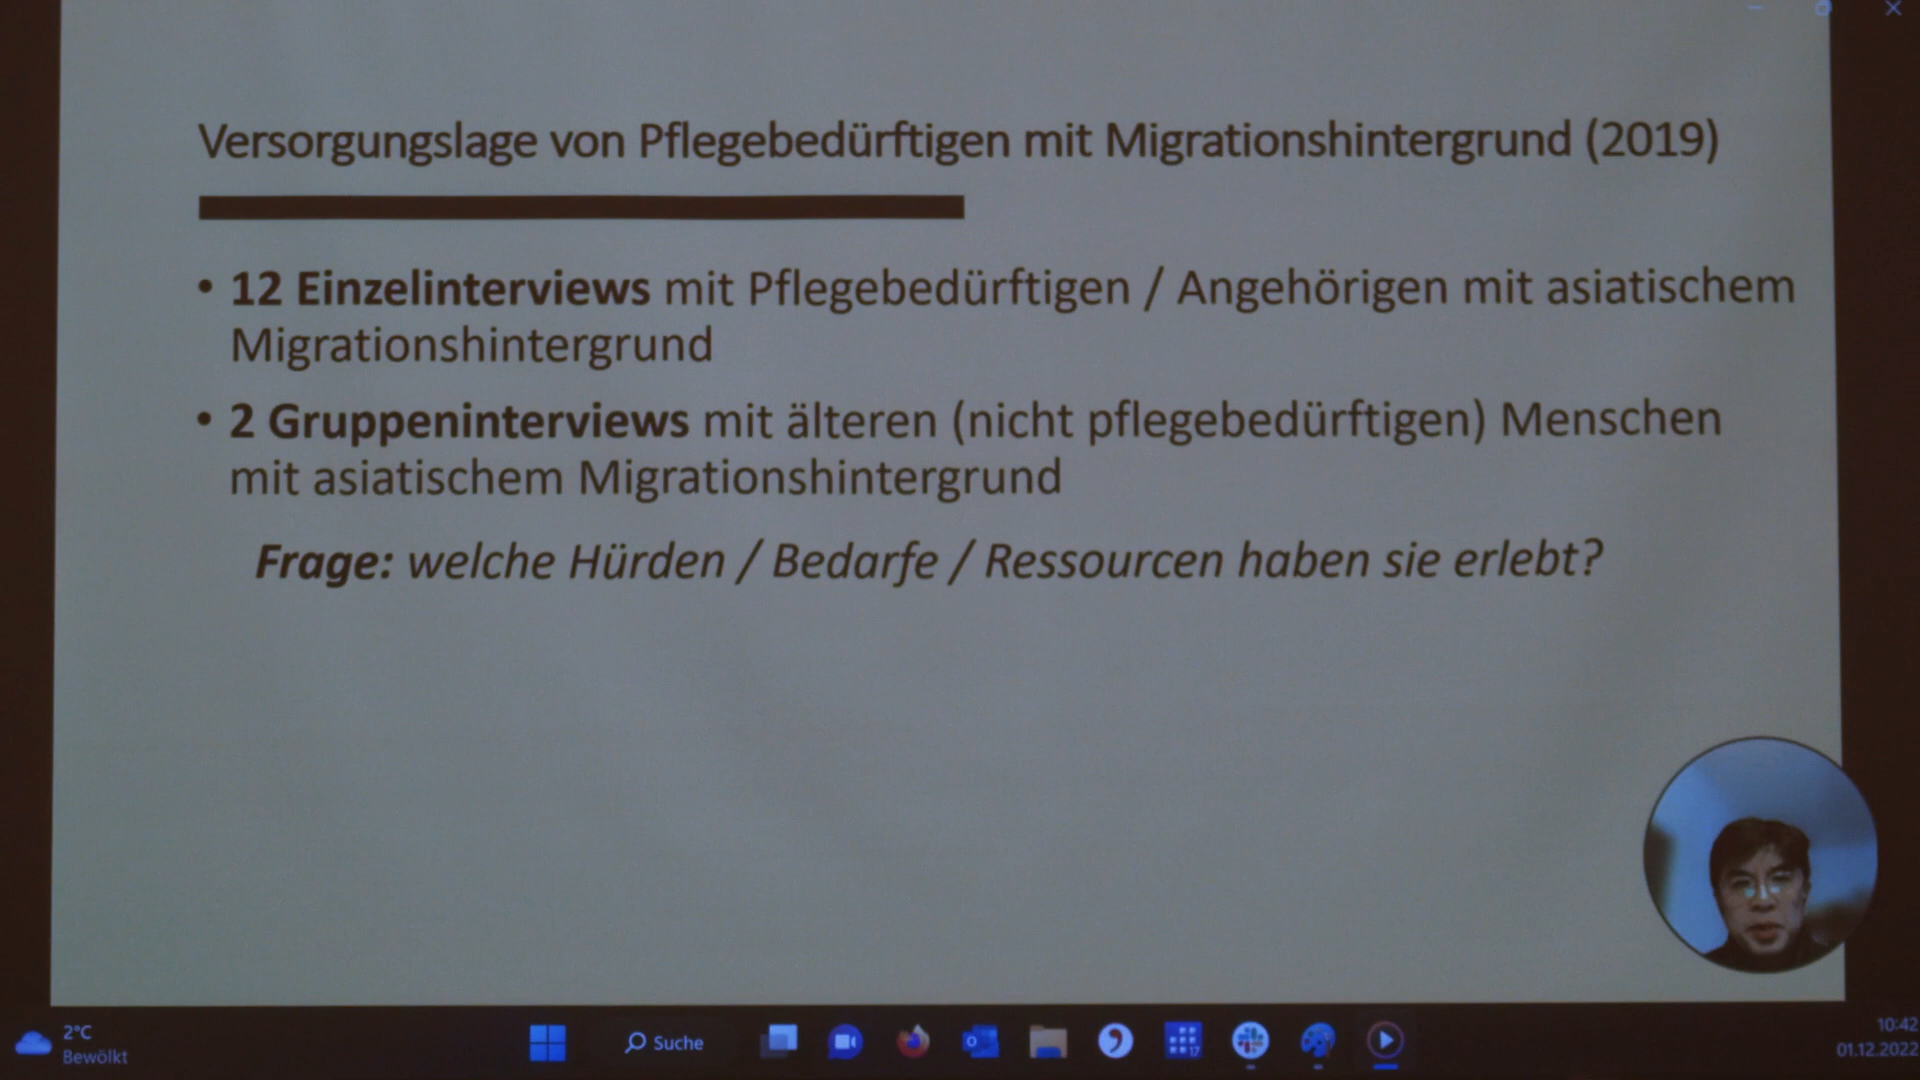 Versorgungslage von Pflegebedürftigen mit Migrationshintergrund (2019)
• 12 Einzelinterviews mit Pflegebedürftigen / Angehörigen mit asiatischem
Migrationshintergrund
• 2 Gruppeninterviews mit älteren (nicht pflegebedürftigen) Menschen
mit asiatischem Migrationshintergrund
Frage: welche Hürden / Bedarfe / Ressourcen haben sie erlebt?
2°C
Bewölkt
Suche
17
10:42
01.12.2022